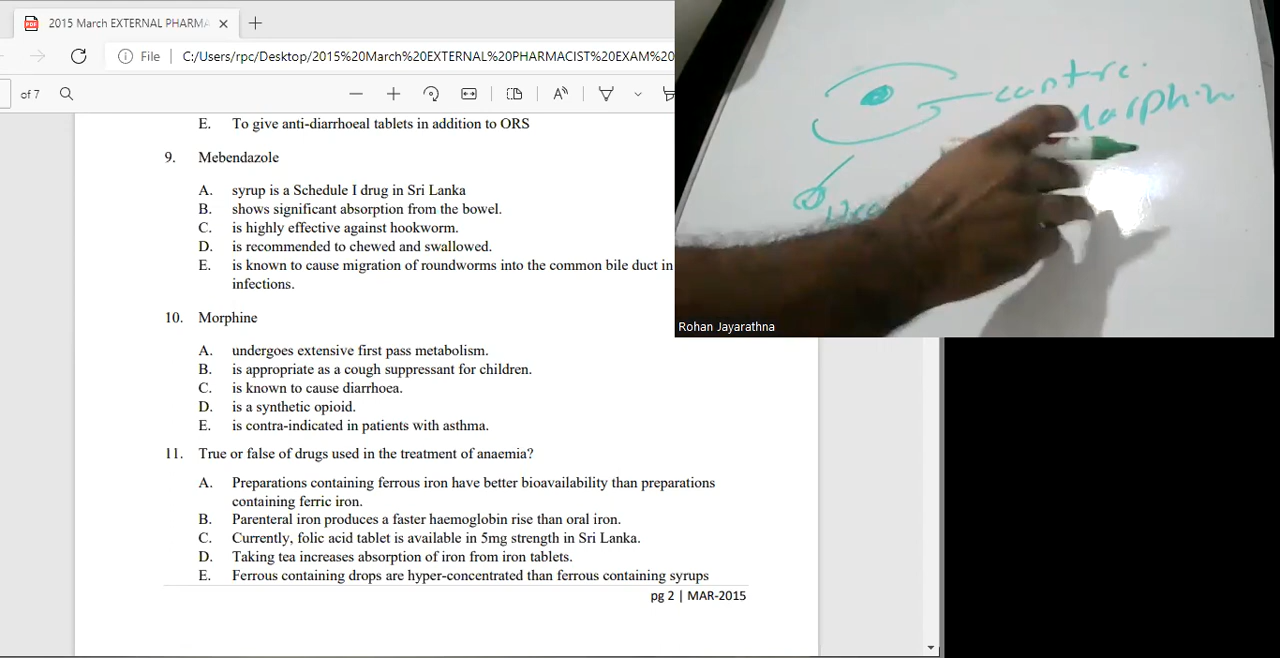 2015 March EXTERNAL PHARMA
File
C:/Users/rpc/Desktop/2015%20March%20EXTERNAL%20PHARMACIST%20EXAM%20
of 7
E. To give anti-diarrhoeal tablets in addition to ORS
9. Mebendazole
A. syrup is a Schedule I drug in Sri Lanka
B. shows significant absorption from the bowel.
C. is highly effective against hookworm.
D. is recommended to chewed and swallowed.
E. is known to cause migration of roundworms into the common bile duct in
infections.
10. Morphine
A. undergoes extensive first pass metabolism.
B. is appropriate as a cough suppressant for children.
C. is known to cause diarrhoea.
D. is a synthetic opioid.
E. is contra-indicated in patients with asthma.
11. True or false of drugs used in the treatment of anaemia?
A. Preparations containing ferrous iron have better bioavailability than preparations
containing ferric iron.
B. Parenteral iron produces a faster haemoglobin rise than oral iron.
C. Currently, folic acid tablet is available in 5mg strength in Sri Lanka.
D. Taking tea increases absorption of iron from iron tablets.
E. Ferrous containing drops are hyper-concentrated than ferrous containing syrups
pg 2 | MAR-2015
Rohan Jayarathna